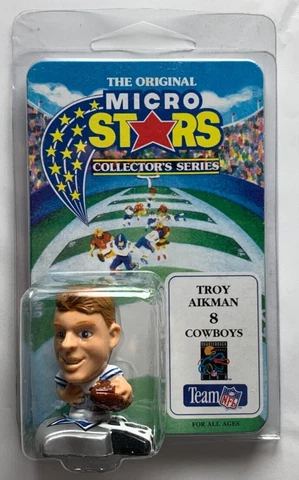 THE ORIGINAL
MICRO
STARS
COLLECTOR'S SERIES
TROY
AIKMAN
8
COWBOYS
Team NFL
FOR ALL AGES